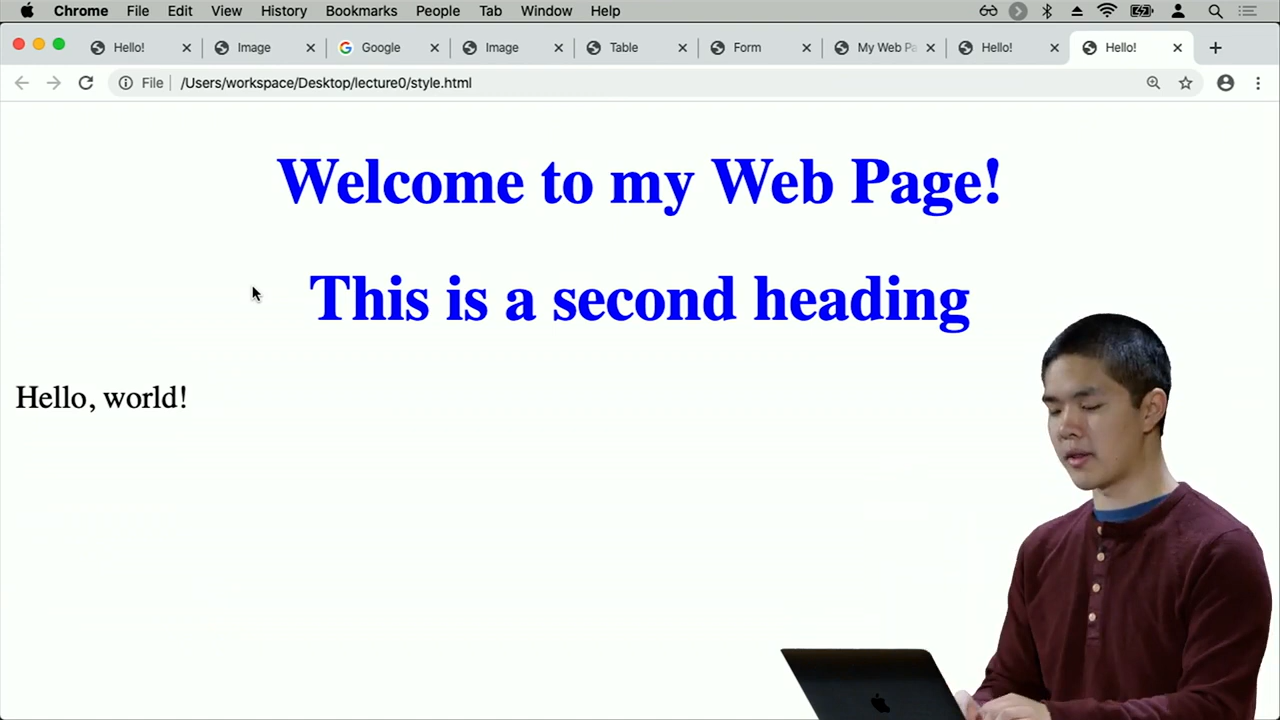 Chrome File Edit View History Bookmarks People Tab Window Help
Hello! Image Google Image Table Form My Web Hello! Hello!
File /Users/workspace/Desktop/lecture0/style.html
Welcome to my Web Page!
This is a second heading
Hello, world!